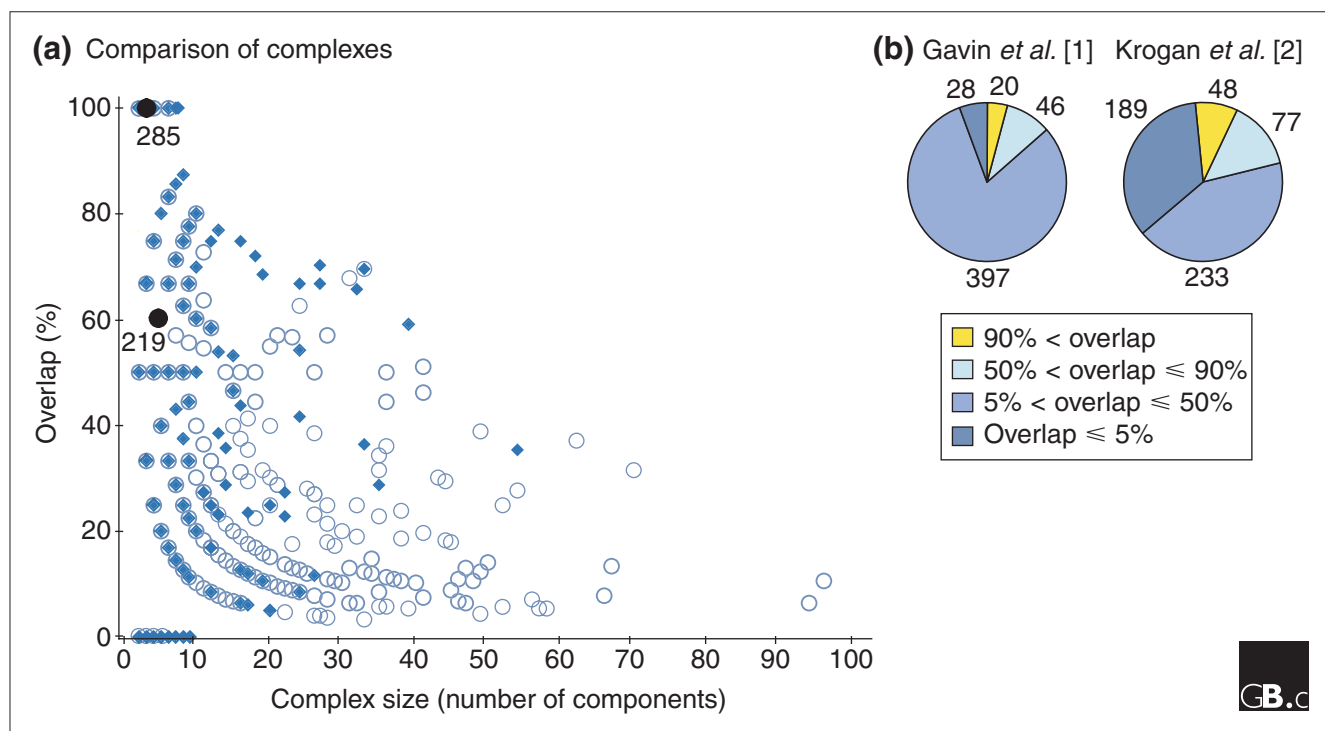 (a) Comparison of complexes
Overlap (%)
100
80
60
40
20
0
285
219
0 10 20 30 40 50 60 70 80 90 100
Complex size (number of components)
(b) Gavin et al. [1] Krogan et al. [2]
28 20 46 397
189 48 77 233
90% < overlap
50% < overlap ⩽ 90%
5% < overlap ⩽ 50%
Overlap ⩽ 5%
GB.c